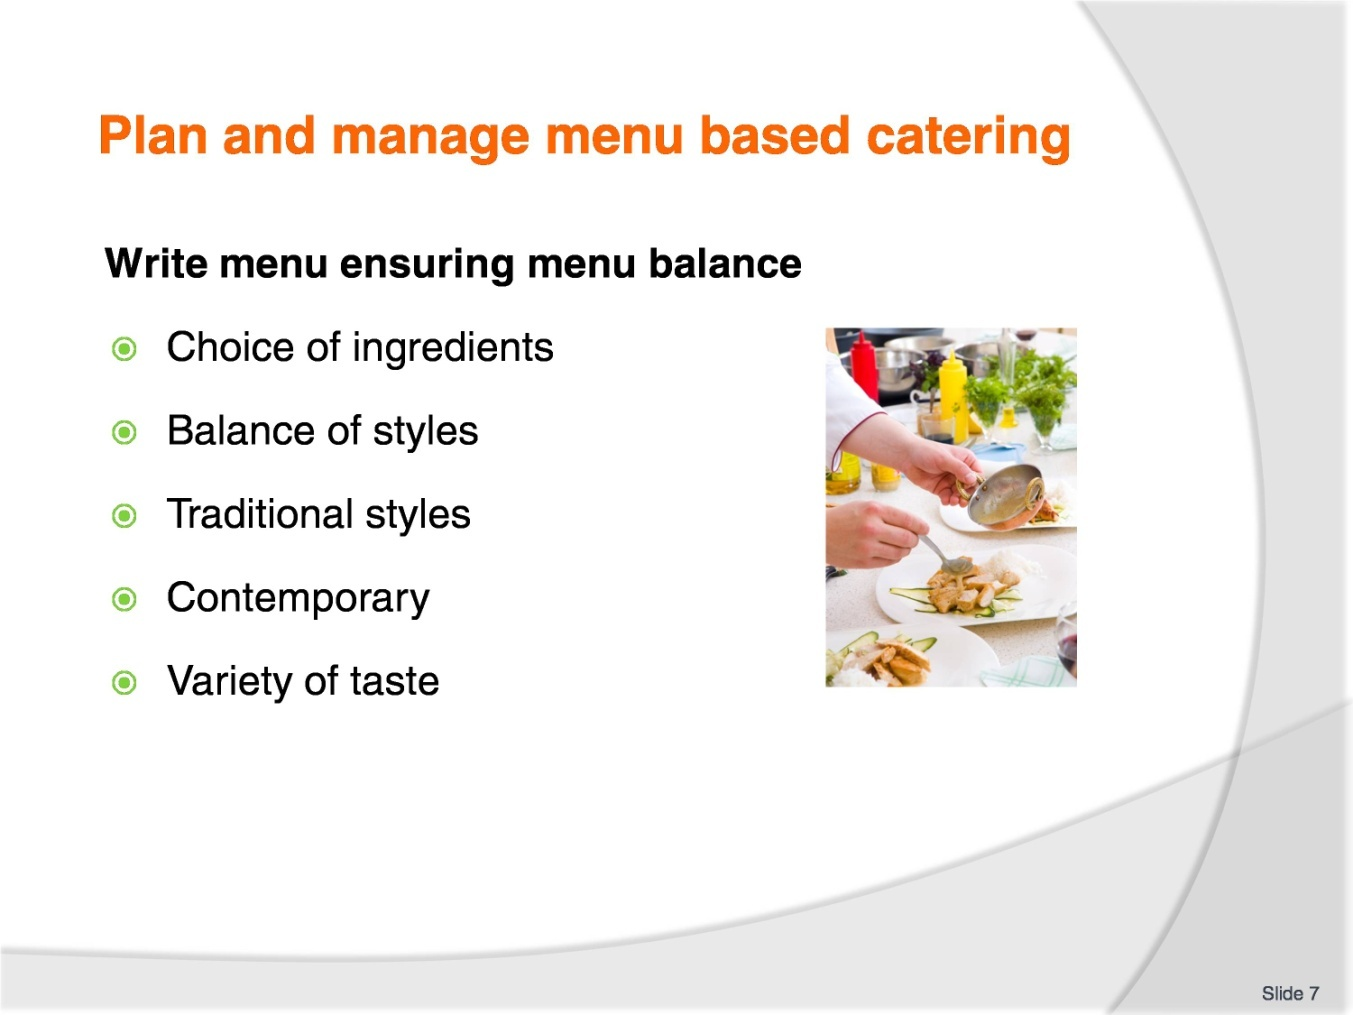 Plan and manage menu based catering
Write menu ensuring menu balance
Choice of ingredients
Balance of styles
Traditional styles
Contemporary
Variety of taste
Slide 7